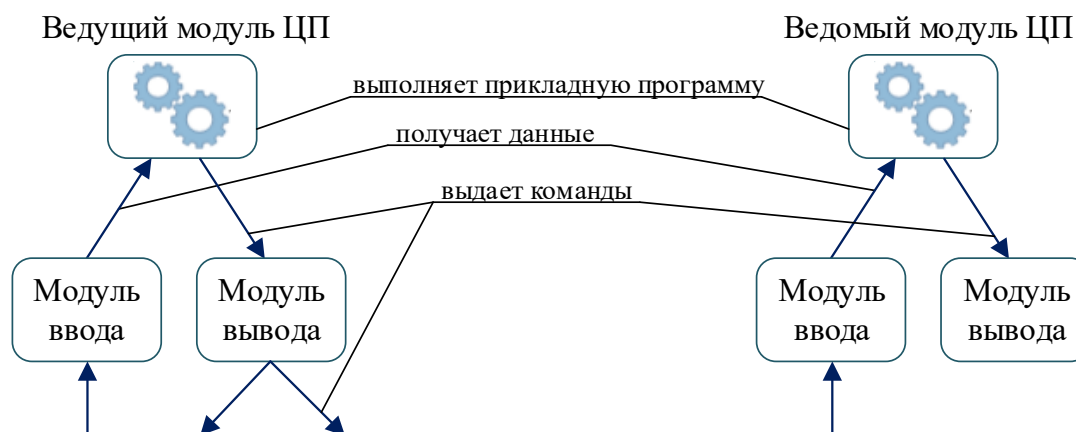 Ведущий модуль ЦП
Ведомый модуль ЦП
выполняет прикладную программу
получает данные
выдает команды
Модуль
ввода
Модуль
вывода
Модуль
ввода
Модуль
вывода